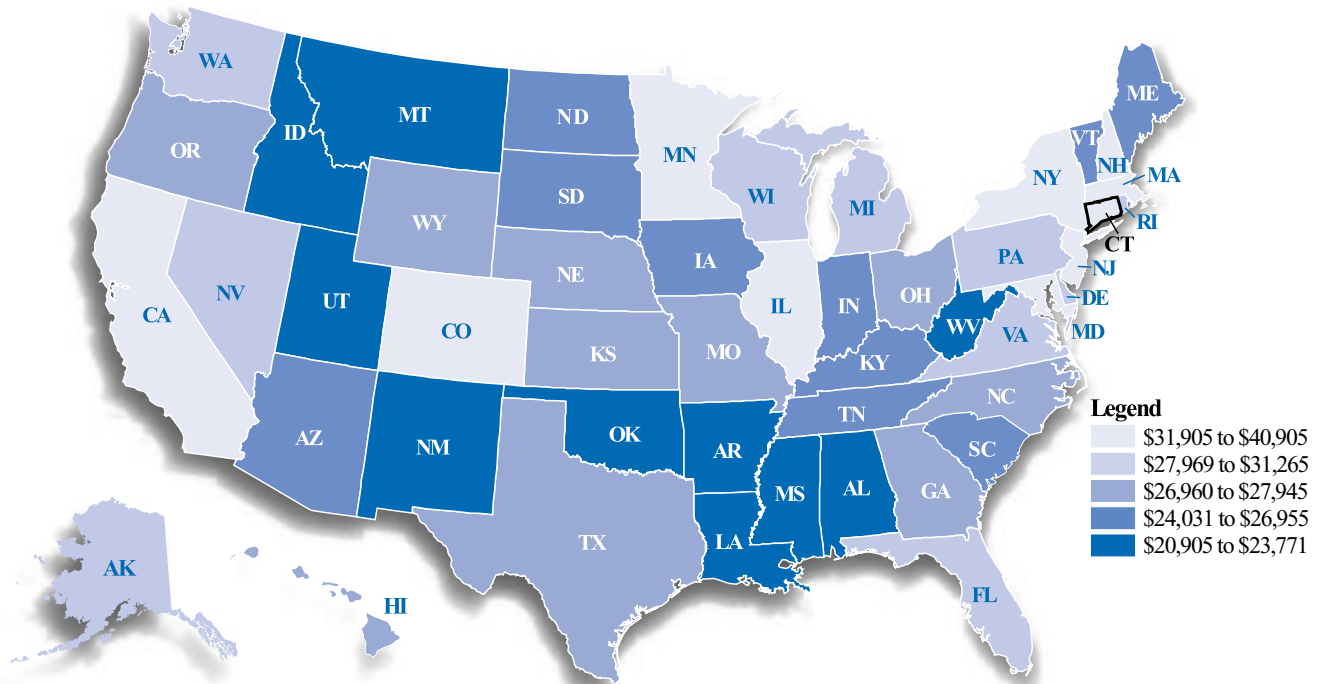 WA
MT
ND
MN
ID
OR
WY
SD
WI
MI
NY
VT
NH
ME
MA
RI
CT
NV
UT
CO
NE
IA
IL
IN
OH
PA
NJ
DE
MD
CA
KS
MO
KY
WV
VA
AZ
NM
OK
AR
TN
NC
SC
TX
LA
MS
AL
GA
FL
AK
HI
Legend
$31,905 to $40,905
$27,969 to $31,265
$26,960 to $27,945
$24,031 to $26,955
$20,905 to $23,771